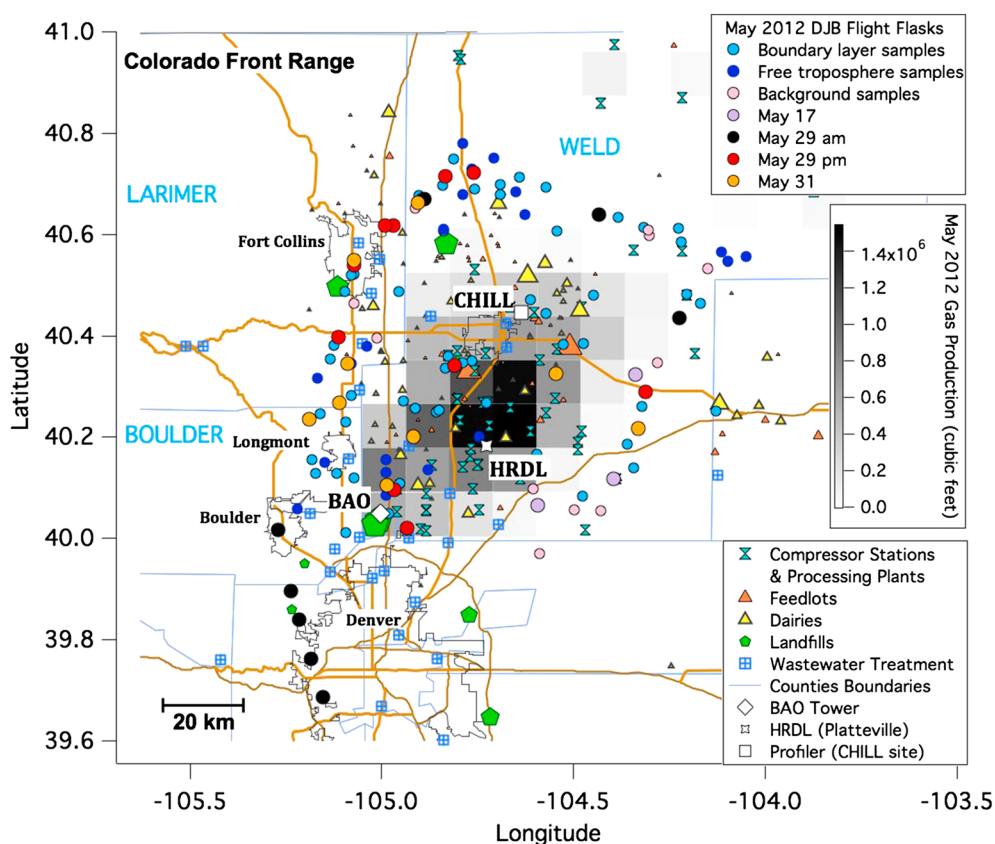 Colorado Front Range
May 2012 DJB Flight Flasks
Boundary layer samples
Free troposphere samples
Background samples
May 17
May 29 am
May 29 pm
May 31
WELD
LARIMER
Fort Collins
CHILL
BOULDER
Longmont
HRDL
BAO
Boulder
Denver
20 km
May 2012 Gas Production (cubic feet)
1.4x10⁶
1.2
1.0
0.8
0.6
0.4
0.2
0.0
Compressor Stations
& Processing Plants
Feedlots
Dairies
Landfills
Wastewater Treatment
Counties Boundaries
BAO Tower
HRDL (Platteville)
Profiler (CHILL site)
Latitude
41.0
40.8
40.6
40.4
40.2
40.0
39.8
39.6
-105.5
-105.0
-104.5
-104.0
-103.5
Longitude